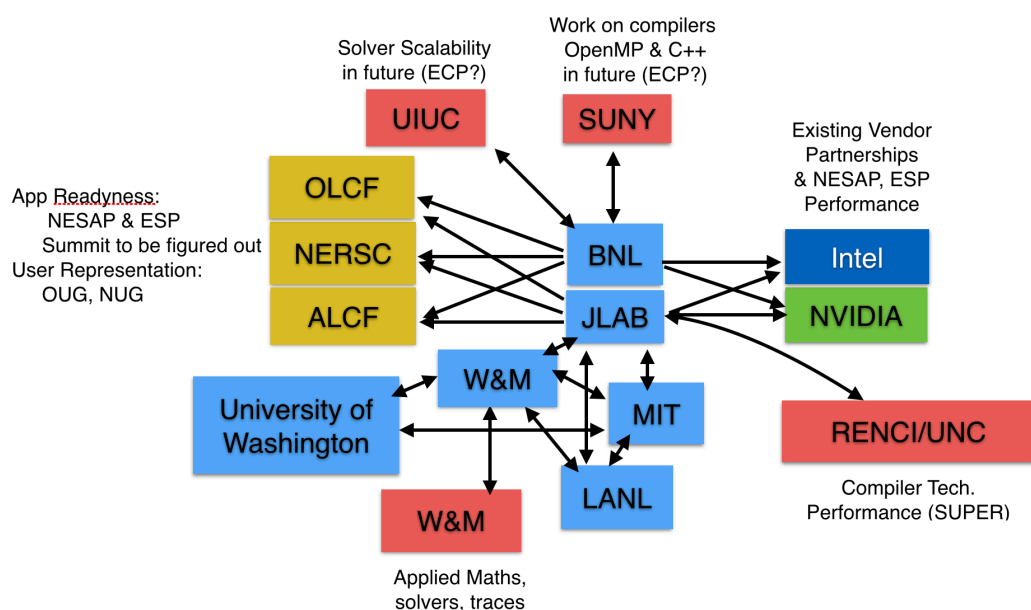 Solver Scalability
in future (ECP?)
Work on compilers
OpenMP & C++
in future (ECP?)
UIUC
SUNY
Existing Vendor
Partnerships
& NESAP, ESP
Performance
App Readyness:
NESAP & ESP
Summit to be figured out
User Representation:
OUG, NUG
OLCF
NERSC
ALCF
BNL
JLAB
Intel
NVIDIA
W&M
University of
Washington
MIT
RENCI/UNC
LANL
W&M
Compiler Tech.
Performance (SUPER)
Applied Maths,
solvers, traces